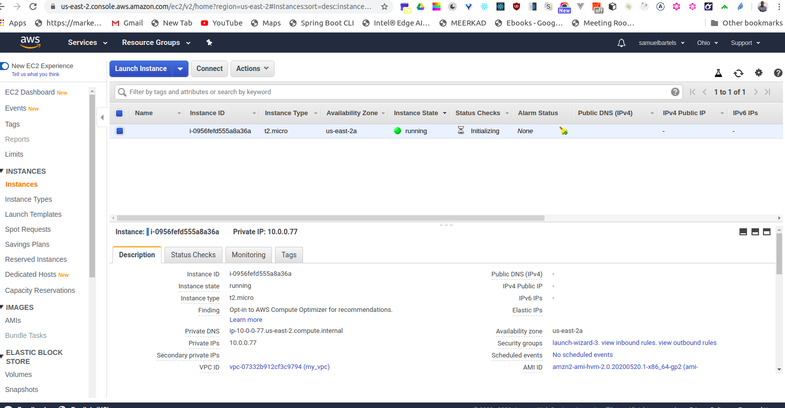 us-east-2.console.aws.amazon.com/ec2/v2/home?region=us-east-2#Instances:sort=desc:instance...
Apps https://marke... Gmail New Tab YouTube Maps Spring Boot CLI Intel@Edge AI... MEERKAD Ebooks - Goog... Meeting Roo... Other bookmarks
aws Services Resource Groups samuelbartels Ohio Support
New EC2 Experience
Tell us what you think
Launch Instance Connect Actions
Filter by tags and attributes or search by keyword 1 to 1 of 1
Name Instance ID Instance Type Availability Zone Instance State Status Checks Alarm Status Public DNS (IPv4) IPv4 Public IP IPv6 IPs
i-0956fefd555a8a36a t2.micro us-east-2a running Initializing None - -
EC2 Dashboard New
Events New
Tags
Reports
Limits
INSTANCES
Instances
Instance Types
Launch Templates
Spot Requests
Savings Plans
Reserved Instances
Dedicated Hosts New
Capacity Reservations
IMAGES
AMIs
Bundle Tasks
ELASTIC BLOCK
STORE
Volumes
Snapshots
Instance: i-0956fefd555a8a36a Private IP: 10.0.0.77
Description Status Checks Monitoring Tags
Instance ID i-0956fefd555a8a36a Public DNS (IPv4) -
Instance state running IPv4 Public IP -
Instance type t2.micro IPv6 IPs -
Finding Opt-in to AWS Compute Optimizer for recommendations. Elastic IPs
Learn more
Private DNS ip-10-0-0-77.us-east-2.compute.internal Availability zone us-east-2a
Private IPs 10.0.0.77 Security groups launch-wizard-3. view inbound rules. view outbound rules
Secondary private IPs Scheduled events No scheduled events
VPC ID vpc-07332b912cf3c9794 (my_vpc) AMI ID amzn2-ami-hvm-2.0.20200520.1-x86_64-gp2 (ami-